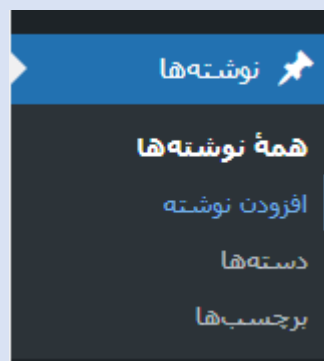 نوشته‌ها
همهٔ نوشته‌ها
افزودن نوشته
دسته‌ها
برچسب‌ها